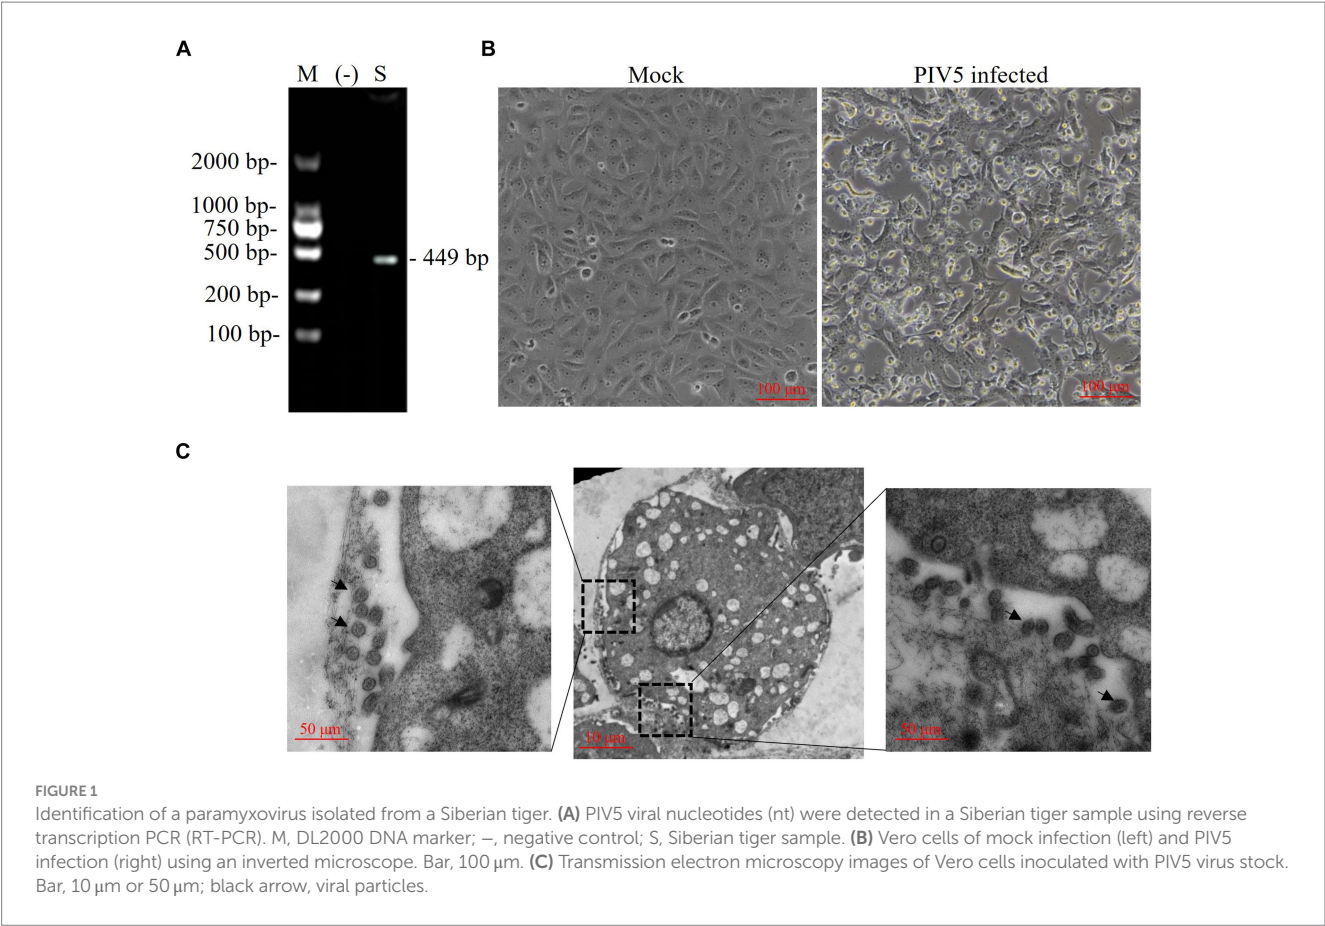 A
M (-) S
2000 bp-
1000 bp-
750 bp-
500 bp-
- 449 bp
200 bp-
100 bp-
B
Mock
PIV5 infected
100 μm
100 μm
C
50 μm
10 μm
50 μm
FIGURE 1
Identification of a paramyxovirus isolated from a Siberian tiger. (A) PIV5 viral nucleotides (nt) were detected in a Siberian tiger sample using reverse
transcription PCR (RT-PCR). M, DL2000 DNA marker; −, negative control; S, Siberian tiger sample. (B) Vero cells of mock infection (left) and PIV5
infection (right) using an inverted microscope. Bar, 100 μm. (C) Transmission electron microscopy images of Vero cells inoculated with PIV5 virus stock.
Bar, 10 μm or 50 μm; black arrow, viral particles.